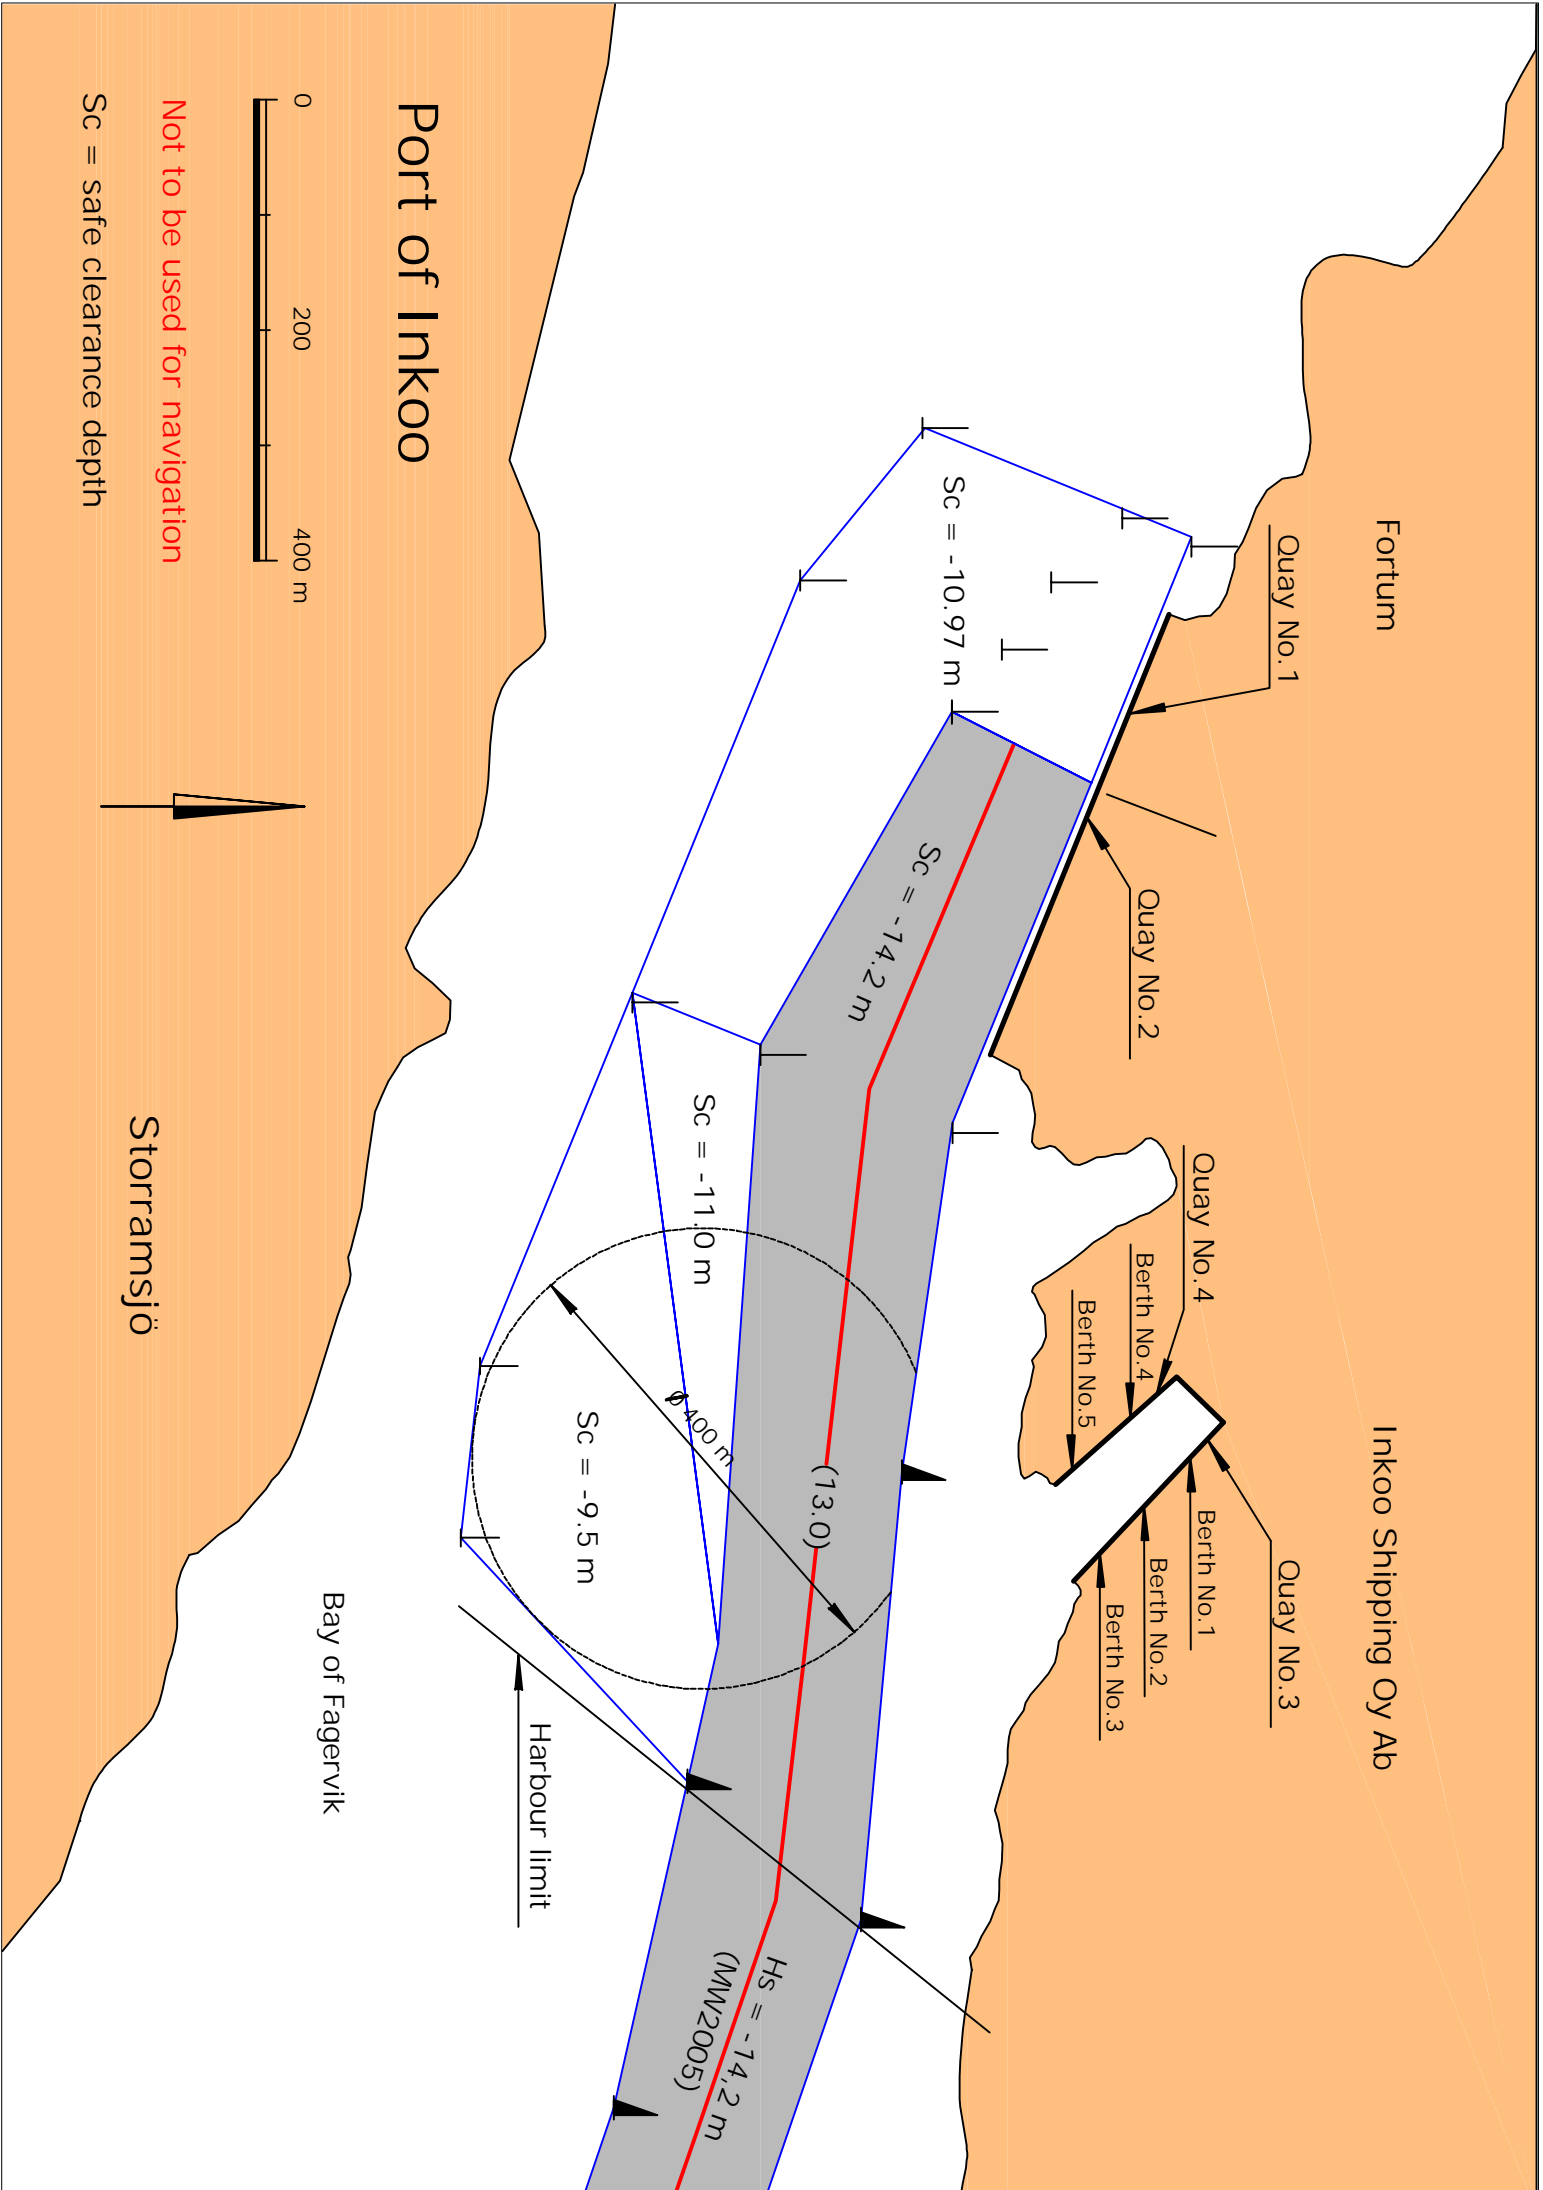 Fortum
Quay No.1
Quay No.2
Inkoo Shipping Oy Ab
Quay No.4
Berth No.4
Berth No.5
Quay No.3
Berth No.1
Berth No.2
Berth No.3
Sc = -10.97 m
Sc = -14.2 m
Sc = -11.0 m
(13.0)
Ø 400 m
Sc = -9.5 m
Hs = -14,2 m
(MW2005)
Harbour limit
Bay of Fagervik
Port of Inkoo
0
200
400 m
Not to be used for navigation
Sc = safe clearance depth
Storramsjö